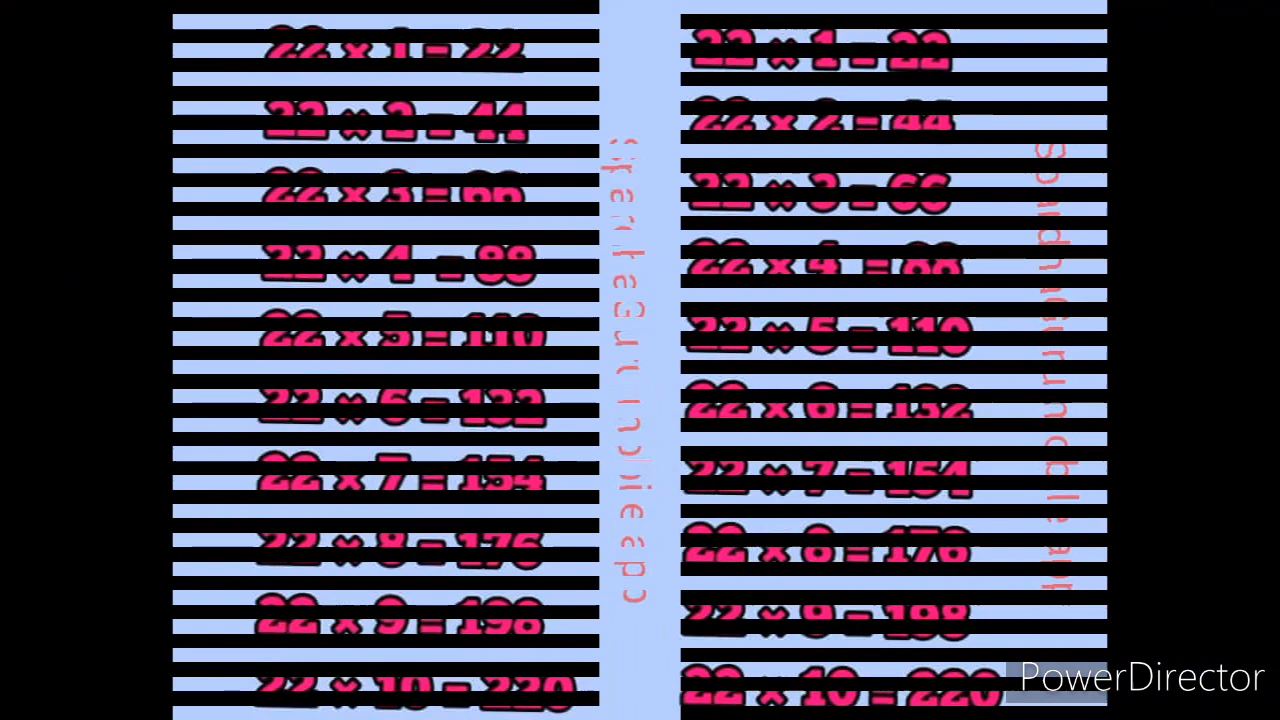 22 × 1 = 22
22 × 2 = 44
22 × 3 = 66
22 × 4 = 88
22 × 5 = 110
22 × 6 = 132
22 × 7 = 154
22 × 8 = 176
22 × 9 = 198
22 × 10 = 220
22 × 1 = 22
22 × 2 = 44
22 × 3 = 66
22 × 4 = 88
22 × 5 = 110
22 × 6 = 132
22 × 7 = 154
22 × 8 = 176
22 × 9 = 198
22 × 10 = 220
PowerDirector